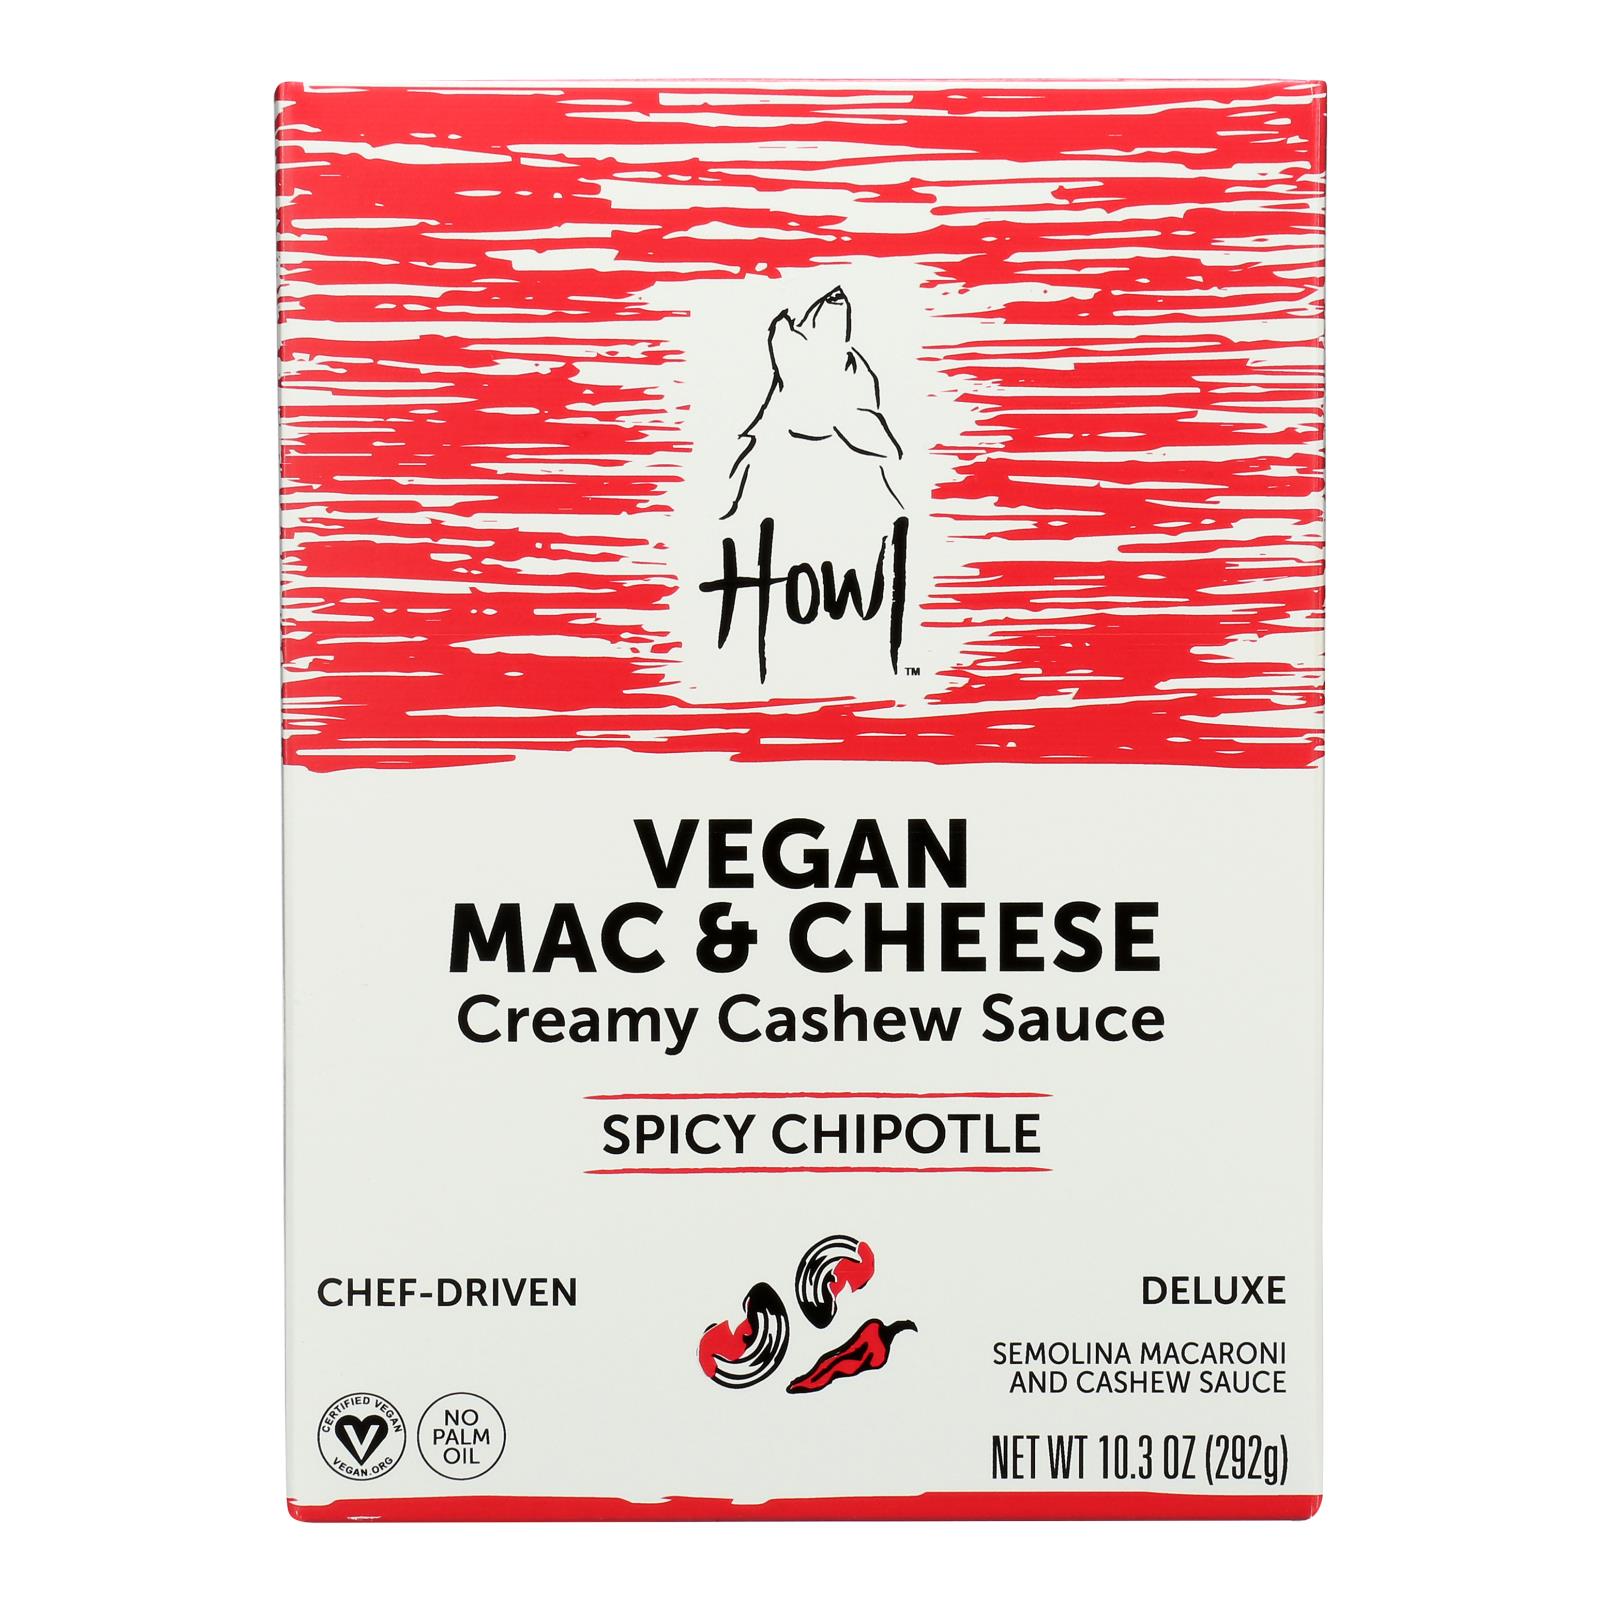 Howl
™
VEGAN
MAC & CHEESE
Creamy Cashew Sauce
SPICY CHIPOTLE
CHEF-DRIVEN
DELUXE
SEMOLINA MACARONI
AND CASHEW SAUCE
CERTIFIED VEGAN
V
VEGAN.ORG
NO
PALM
OIL
NET WT 10.3 OZ (292g)